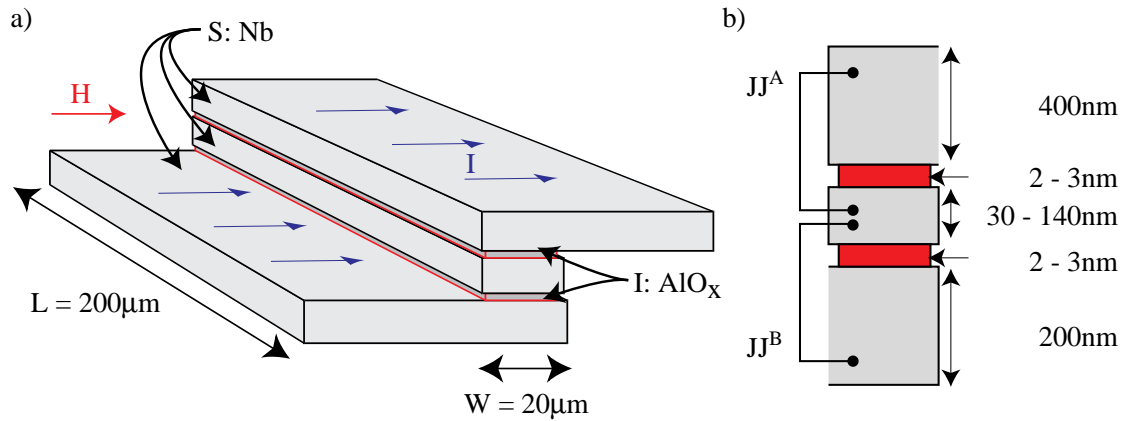 a)
S: Nb
H
I
L = 200μm
W = 20μm
I: AlOX
b)
JJA
400nm
2 - 3nm
30 - 140nm
2 - 3nm
JJB
200nm